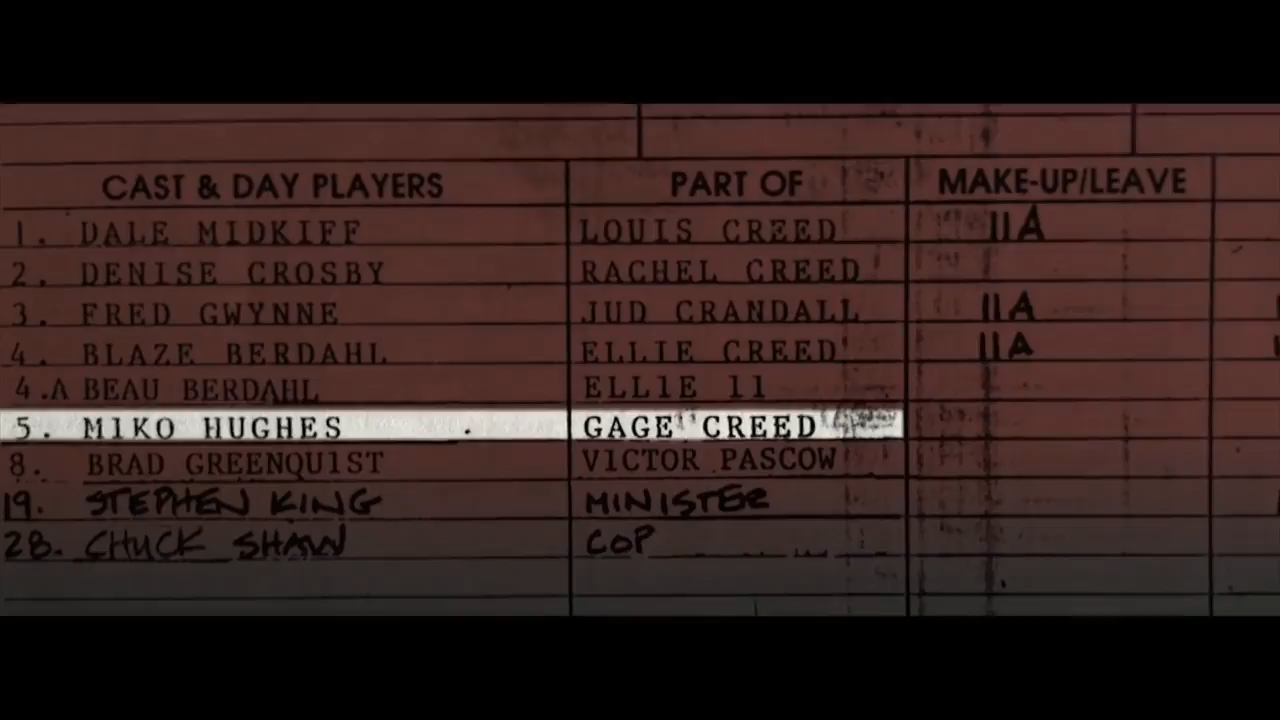 CAST & DAY PLAYERS PART OF MAKE-UP/LEAVE
1. DALE MIDKIFF LOUIS CREED 11A
2. DENISE CROSBY RACHEL CREED
3. FRED GWYNNE JUD CRANDALL 11A
4. BLAZE BERDAHL ELLIE CREED 11A
4.A BEAU BERDAHL ELLIE 11
5. MIKO HUGHES GAGE CREED
8. BRAD GREENQUIST VICTOR PASCOW
19. STEPHEN KING MINISTER
28. CHUCK SHAW COP